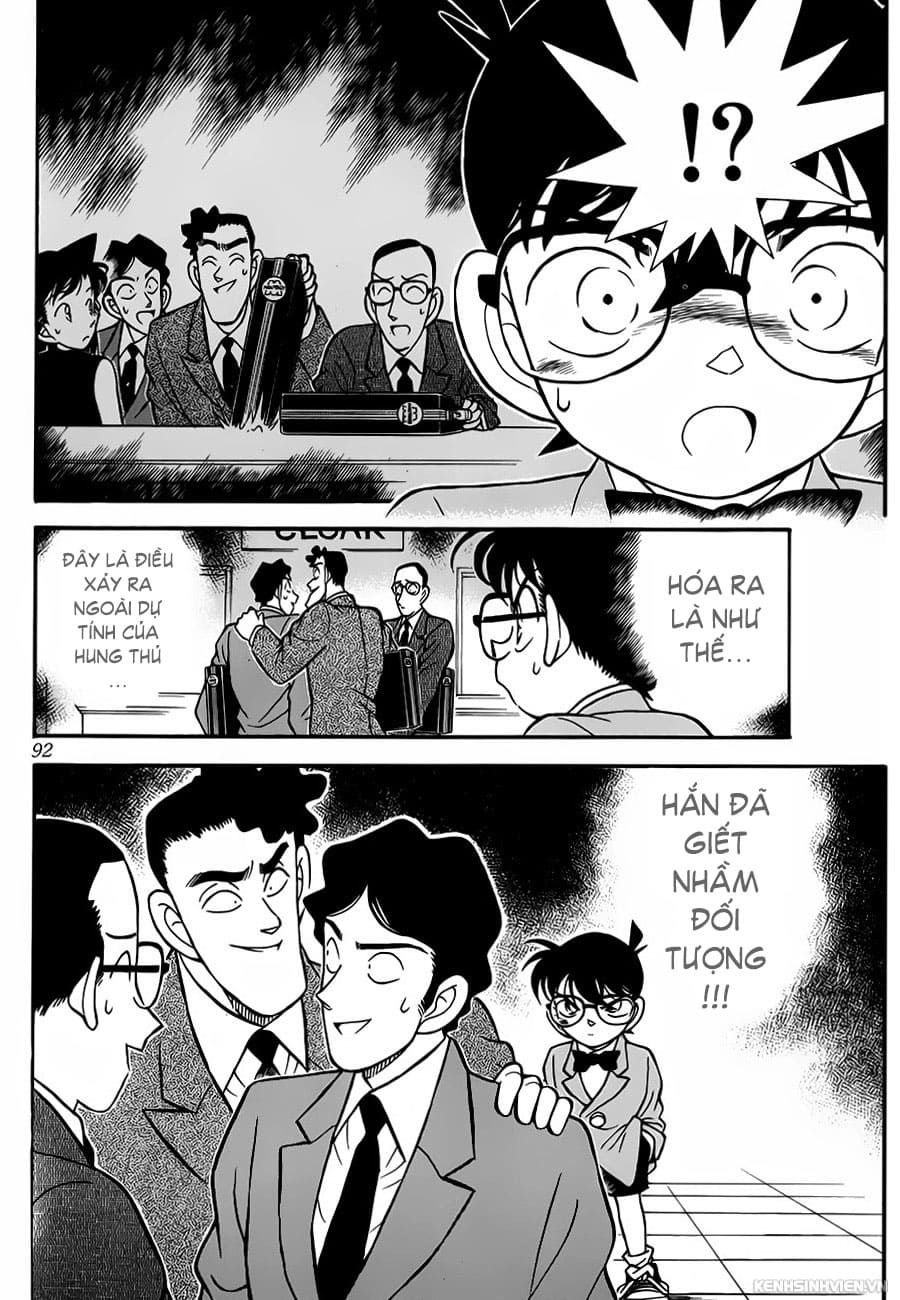 !?
CLOAK
HÓA RA
LÀ NHƯ
THẾ...
ĐÂY LÀ ĐIỀU
XẢY RA
NGOÀI DỰ
TÍNH CỦA
HUNG THỦ
...
92
HẮN ĐÃ
GIẾT
NHẦM
ĐỐI
TƯỢNG
!!!
KENHSINHVIEN.VN